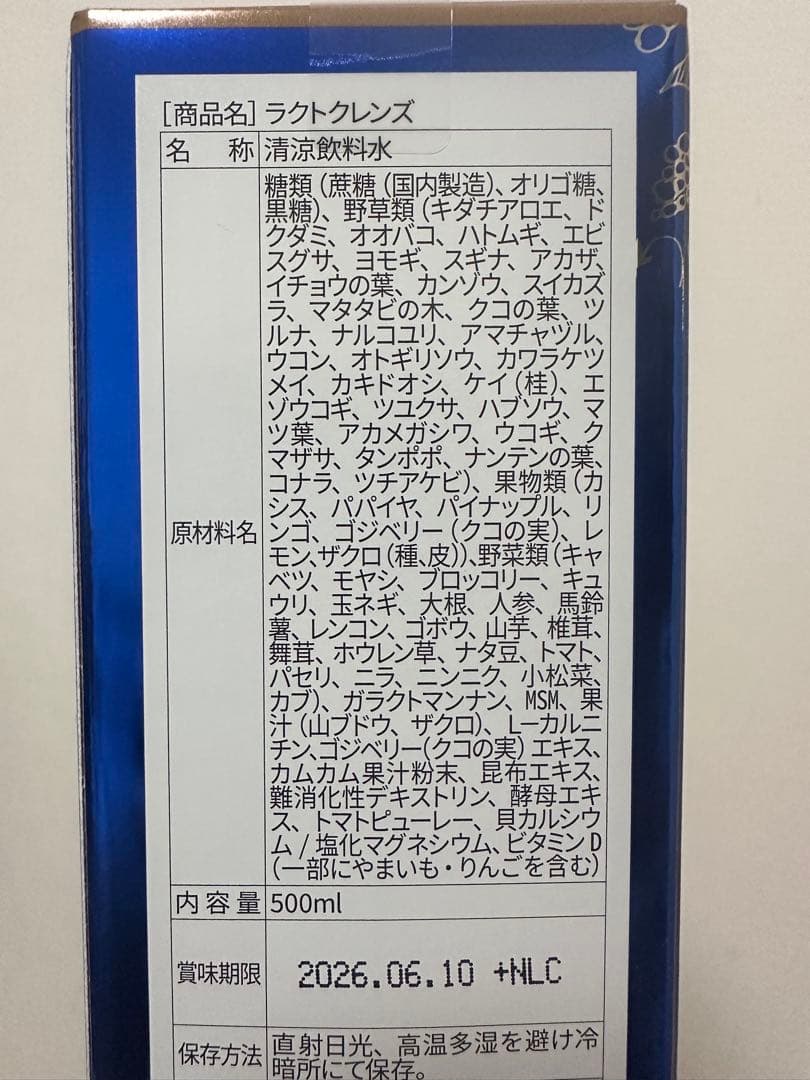 [商品名] ラクトクレンズ
名 称 清涼飲料水
原材料名
糖類(蔗糖(国内製造)、オリゴ糖、
黒糖)、野草類(キダチアロエ、ド
クダミ、オオバコ、ハトムギ、エビ
スグサ、ヨモギ、スギナ、アカザ、
イチョウの葉、カンゾウ、スイカズ
ラ、マタタビの木、クコの葉、ツ
ルナ、ナルコユリ、アマチャヅル、
ウコン、オトギリソウ、カワラケツ
メイ、カキドオシ、ケイ(桂)、エ
ゾウコギ、ツユクサ、ハブソウ、マ
ツ葉、アカメガシワ、ウコギ、ク
マザサ、タンポポ、ナンテンの葉、
コナラ、ツチアケビ)、果物類(カ
シス、パパイヤ、パイナップル、リ
ンゴ、ゴジベリー(クコの実)、レ
モン、ザクロ(種、皮))、野菜類(キャ
ベツ、モヤシ、ブロッコリー、キュ
ウリ、玉ネギ、大根、人参、馬鈴
薯、レンコン、ゴボウ、山芋、椎茸、
舞茸、ホウレン草、ナタ豆、トマト、
パセリ、ニラ、ニンニク、小松菜、
カブ)、ガラクトマンナン、MSM、果
汁(山ブドウ、ザクロ)、L-カルニ
チン、ゴジベリー(クコの実)エキス、
カムカム果汁粉末、昆布エキス、
難消化性デキストリン、酵母エキ
ス、トマトピューレー、貝カルシウ
ム/塩化マグネシウム、ビタミンD
(一部にやまいも・りんごを含む)
内容量 500ml
賞味期限 2026.06.10 +NLC
保存方法 直射日光、高温多湿を避け冷
暗所にて保存。